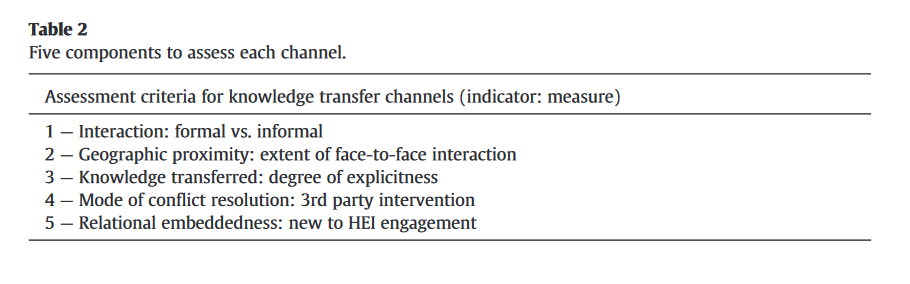 Table 2
Five components to assess each channel.
Assessment criteria for knowledge transfer channels (indicator: measure)
1 — Interaction: formal vs. informal
2 — Geographic proximity: extent of face-to-face interaction
3 — Knowledge transferred: degree of explicitness
4 — Mode of conflict resolution: 3rd party intervention
5 — Relational embeddedness: new to HEI engagement